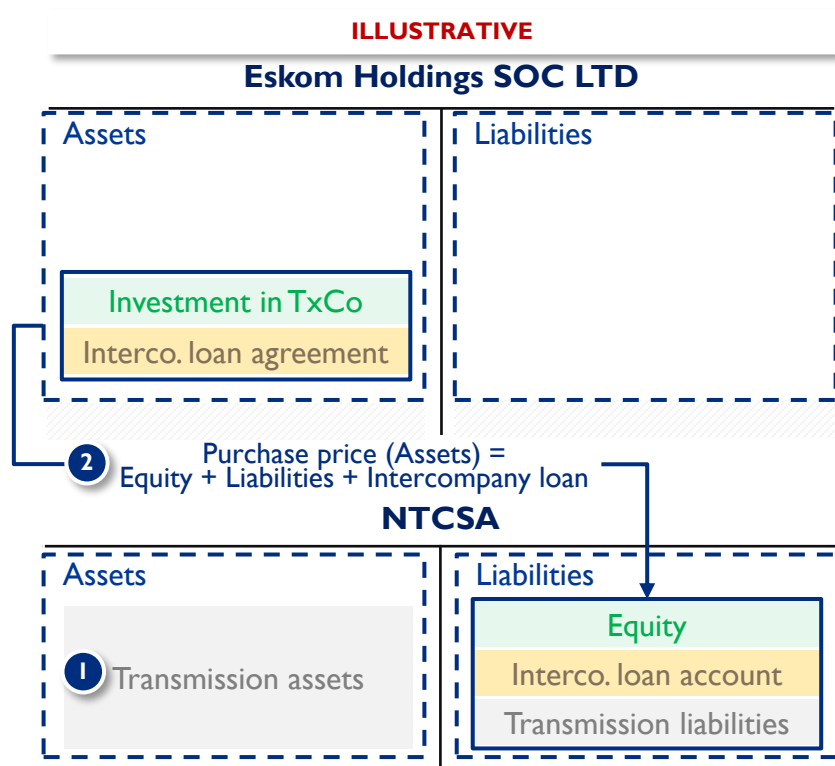 ILLUSTRATIVE
Eskom Holdings SOC LTD
Assets
Liabilities
Investment in TxCo
Interco. loan agreement
2
Purchase price (Assets) =
Equity + Liabilities + Intercompany loan
NTCSA
Assets
Liabilities
1
Transmission assets
Equity
Interco. loan account
Transmission liabilities